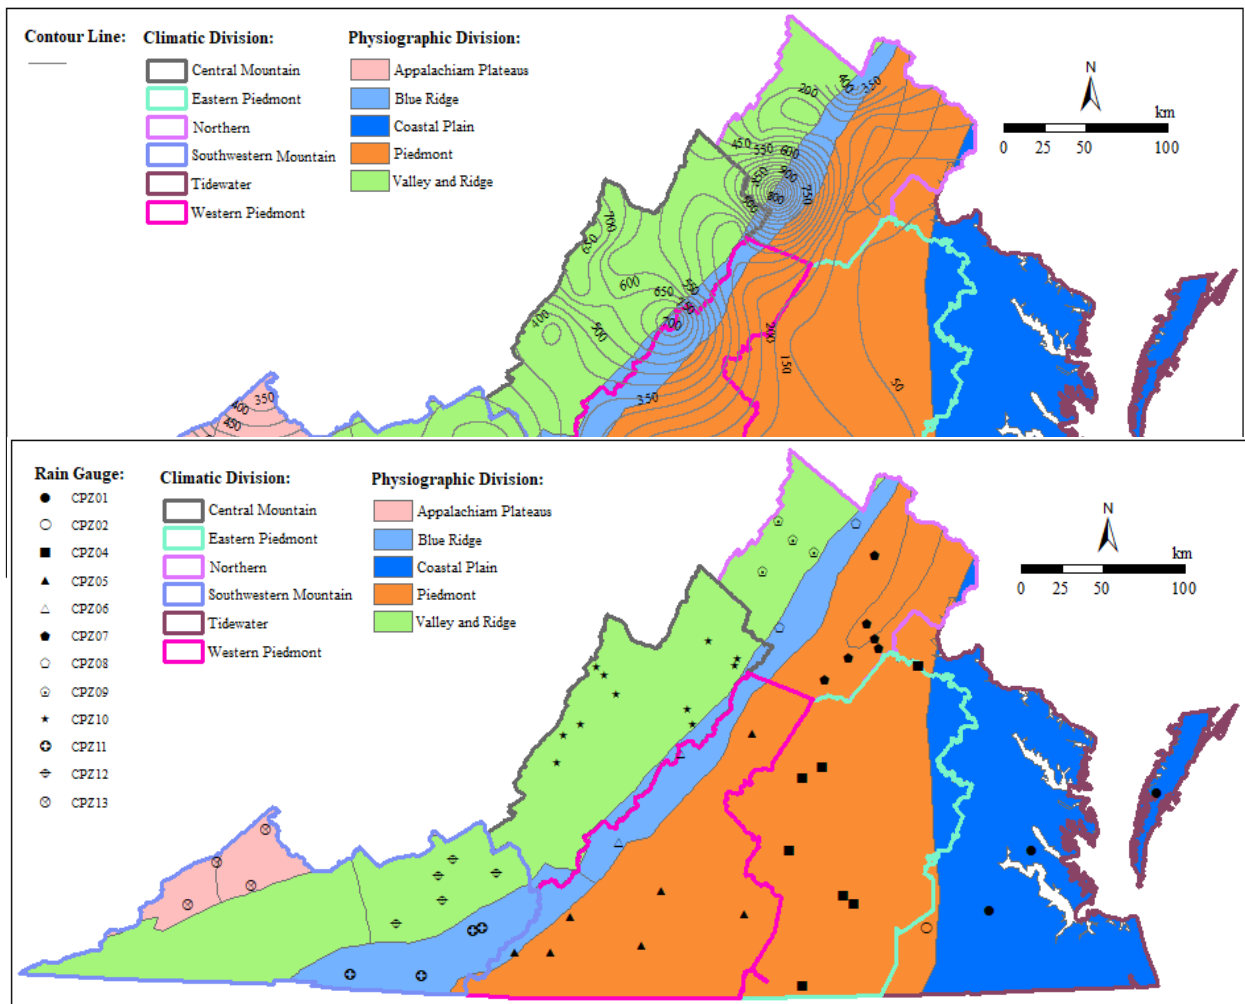 Contour Line:
Climatic Division:
Physiographic Division:
Central Mountain
Appalachiam Plateaus
Eastern Piedmont
Blue Ridge
Northern
Coastal Plain
Southwestern Mountain
Piedmont
Tidewater
Valley and Ridge
Western Piedmont
N
km
0 25 50 100
400
350
200
450 550 600
900
750
800
700
650
600
650
550
700
400
500
200
150
50
350
350
400
450
Rain Gauge:
Climatic Division:
Physiographic Division:
CPZ01
CPZ02
CPZ04
CPZ05
CPZ06
CPZ07
CPZ08
CPZ09
CPZ10
CPZ11
CPZ12
CPZ13
Central Mountain
Appalachiam Plateaus
Eastern Piedmont
Blue Ridge
Northern
Coastal Plain
Southwestern Mountain
Piedmont
Tidewater
Valley and Ridge
Western Piedmont
N
km
0 25 50 100